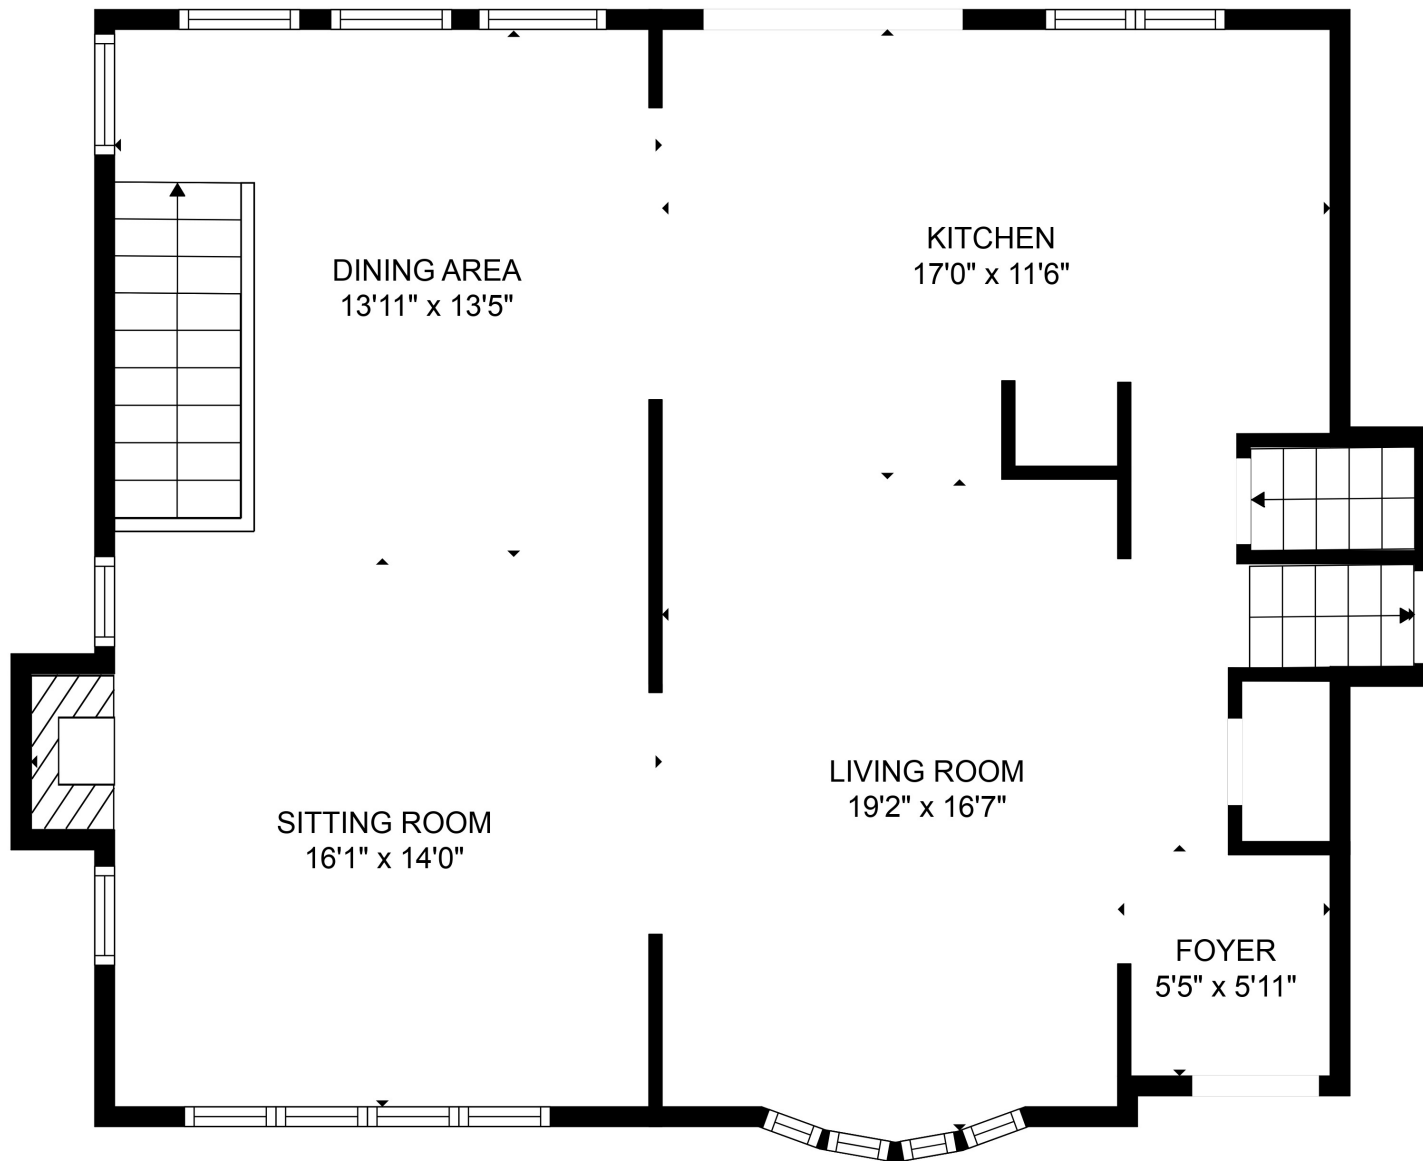 DINING AREA
13'11" x 13'5"
KITCHEN
17'0" x 11'6"
LIVING ROOM
19'2" x 16'7"
SITTING ROOM
16'1" x 14'0"
FOYER
5'5" x 5'11"